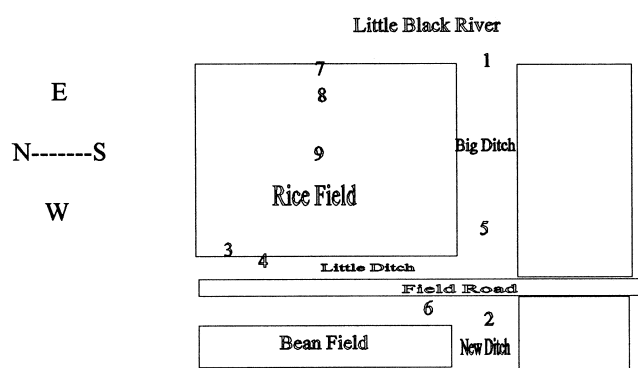 Little Black River
7
1
E
8
N-------S
9
Big Ditch
Rice Field
W
5
3
4
Little Ditch
Field Road
6
2
Bean Field
New Ditch